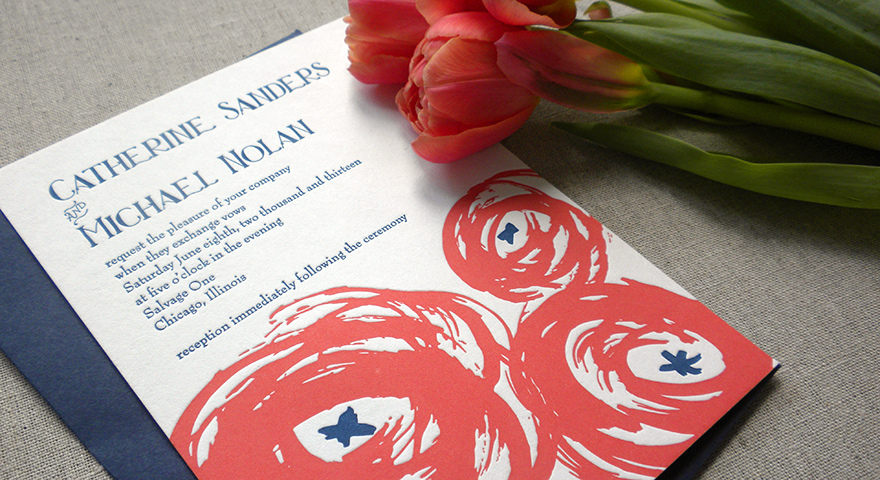 CATHERINE SANDERS
AND
MICHAEL NOLAN
request the pleasure of your company
when they exchange vows
Saturday June eighth, two thousand and thirteen
at five o'clock in the evening
Salvage One
Chicago, Illinois
reception immediately following the ceremony